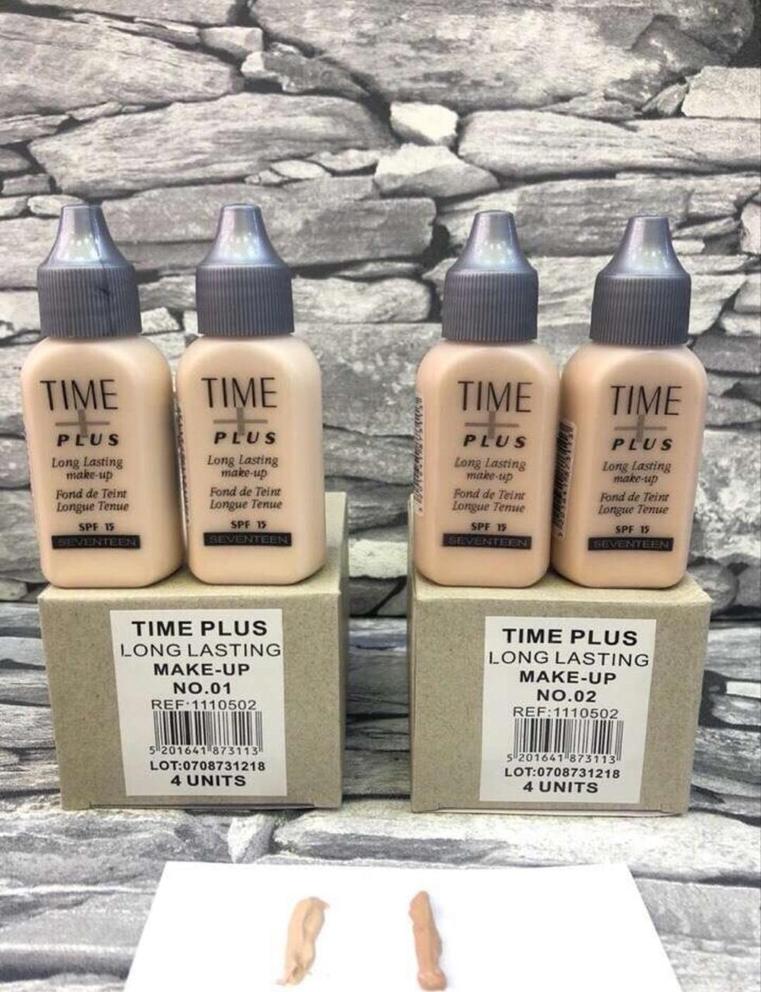 TIME
PLUS
Long Lasting
make-up
Fond de Teint
Longue Tenue
SPF 15
SEVENTEEN
TIME
PLUS
Long Lasting
make-up
Fond de Teint
Longue Tenue
SPF 15
SEVENTEEN
TIME
PLUS
Long Lasting
make-up
Fond de Teint
Longue Tenue
SPF 15
SEVENTEEN
TIME
PLUS
Long Lasting
make-up
Fond de Teint
Longue Tenue
SPF 15
SEVENTEEN
TIME PLUS
LONG LASTING
MAKE-UP
NO.01
REF:1110502
5 201641 873113
LOT:0708731218
4 UNITS
TIME PLUS
LONG LASTING
MAKE-UP
NO.02
REF:1110502
5 201641 873113
LOT:0708731218
4 UNITS